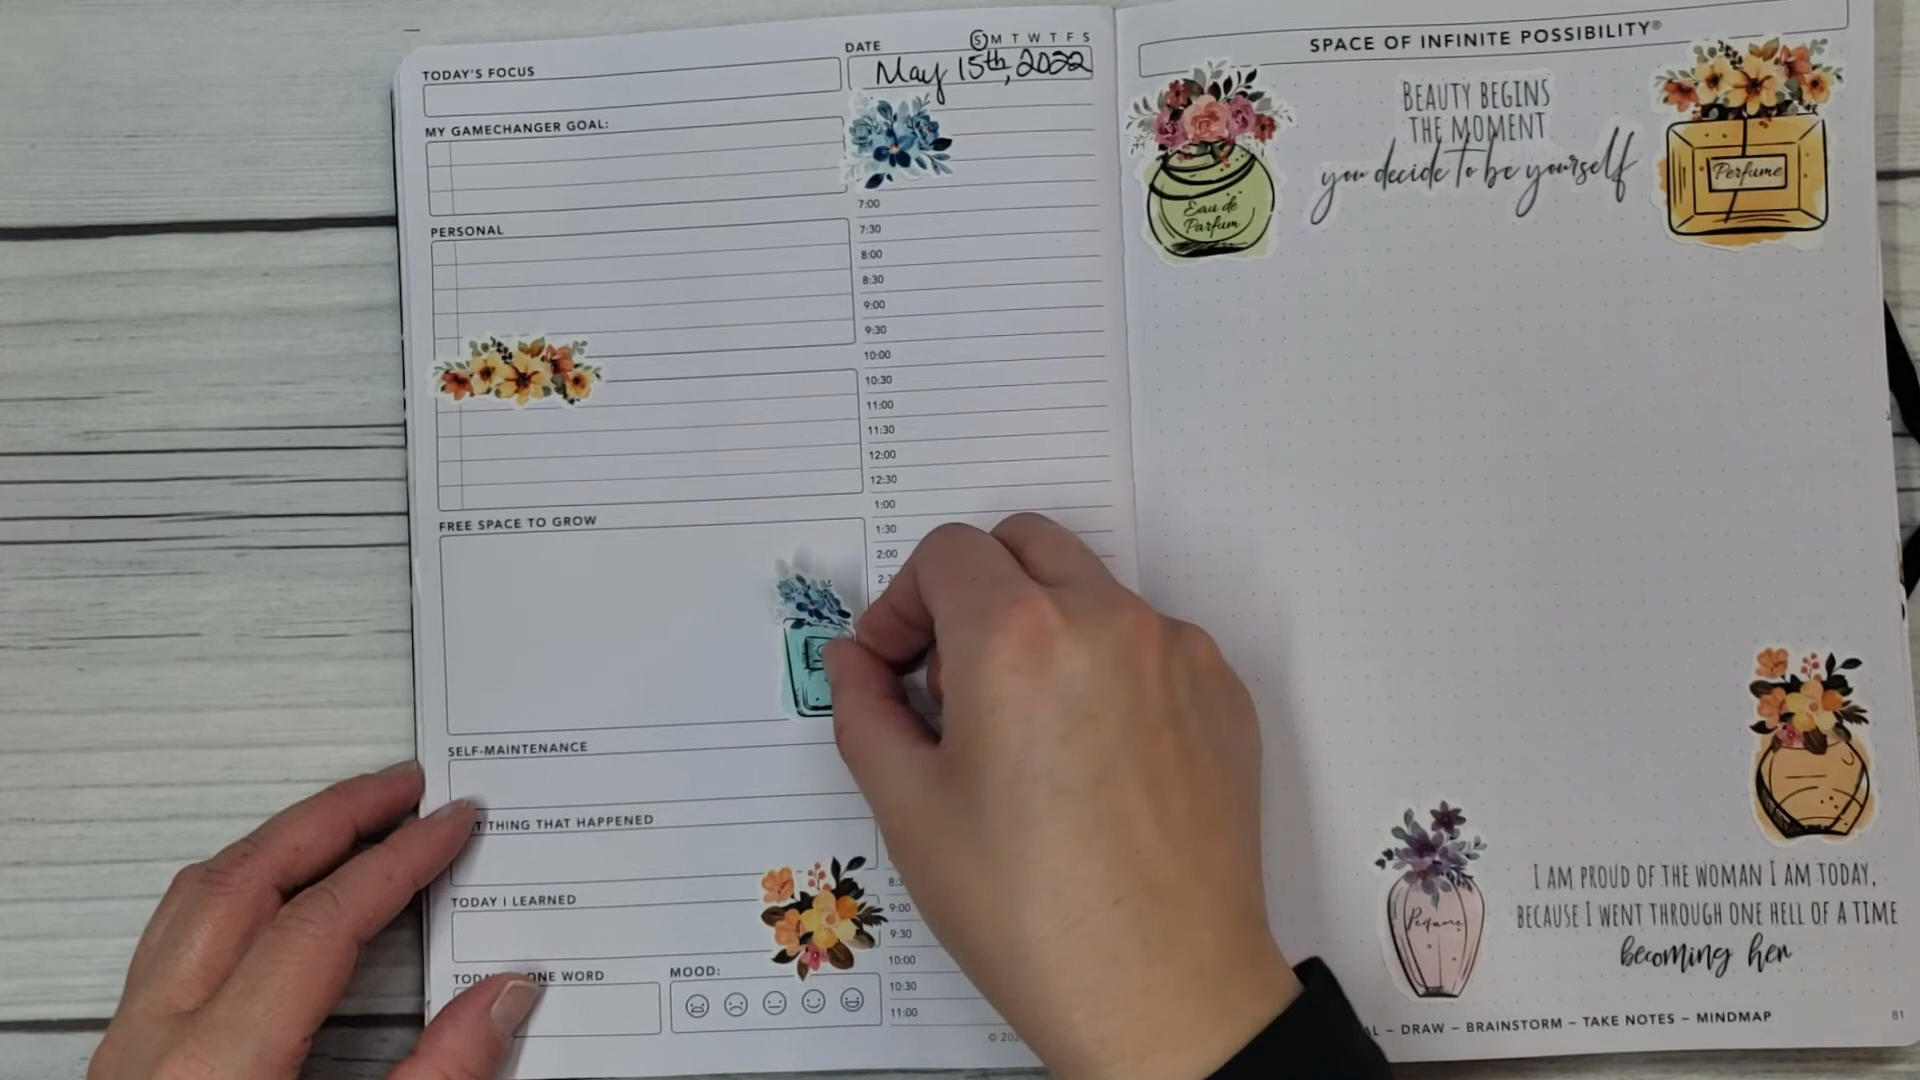 TODAY'S FOCUS
DATE
S M T W T F S
May 15th, 2022
MY GAMECHANGER GOAL:
PERSONAL
FREE SPACE TO GROW
SELF-MAINTENANCE
THING THAT HAPPENED
TODAY I LEARNED
ONE WORD
MOOD:
7:00
7:30
8:00
8:30
9:00
9:30
10:00
10:30
11:00
11:30
12:00
12:30
1:00
1:30
2:00
9:00
9:30
10:00
10:30
11:00
SPACE OF INFINITE POSSIBILITY®
Eau de
Parfum
BEAUTY BEGINS
THE MOMENT
you decide to be yourself
Perfume
Perfume
I AM PROUD OF THE WOMAN I AM TODAY,
BECAUSE I WENT THROUGH ONE HELL OF A TIME
becoming her
– DRAW – BRAINSTORM – TAKE NOTES – MINDMAP
81